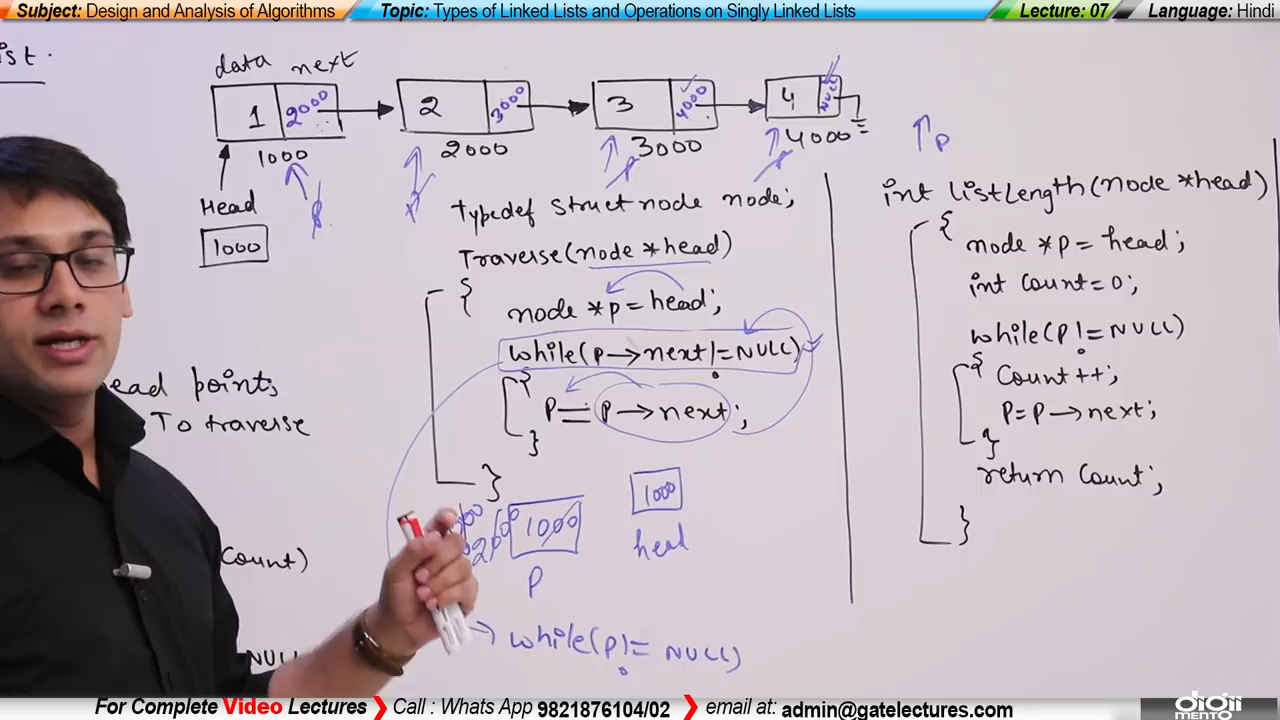 Subject: Design and Analysis of Algorithms
Topic: Types of Linked Lists and Operations on Singly Linked Lists
Lecture: 07
Language: Hindi
data next
1 2000
2 3000
3 4000
4 NULL
1000
2000
3000
4000
P
Head
1000
Typedef struct node node;
Traverse(node *head)
{
node *p = head;
while(P→next!=NULL)
{
P = P→next;
}
}
1000
P
1000
head
→ while(P!= NULL)
int listLength(node *head)
{
node *p = head;
int Count=0;
while(P!=NULL)
{
Count++;
P=P→next;
}
return Count;
}
ead points
To traverse
Count)
NULL
For Complete Video Lectures
Call : Whats App 9821876104/02
email at: admin@gatelectures.com
digii
MENTO